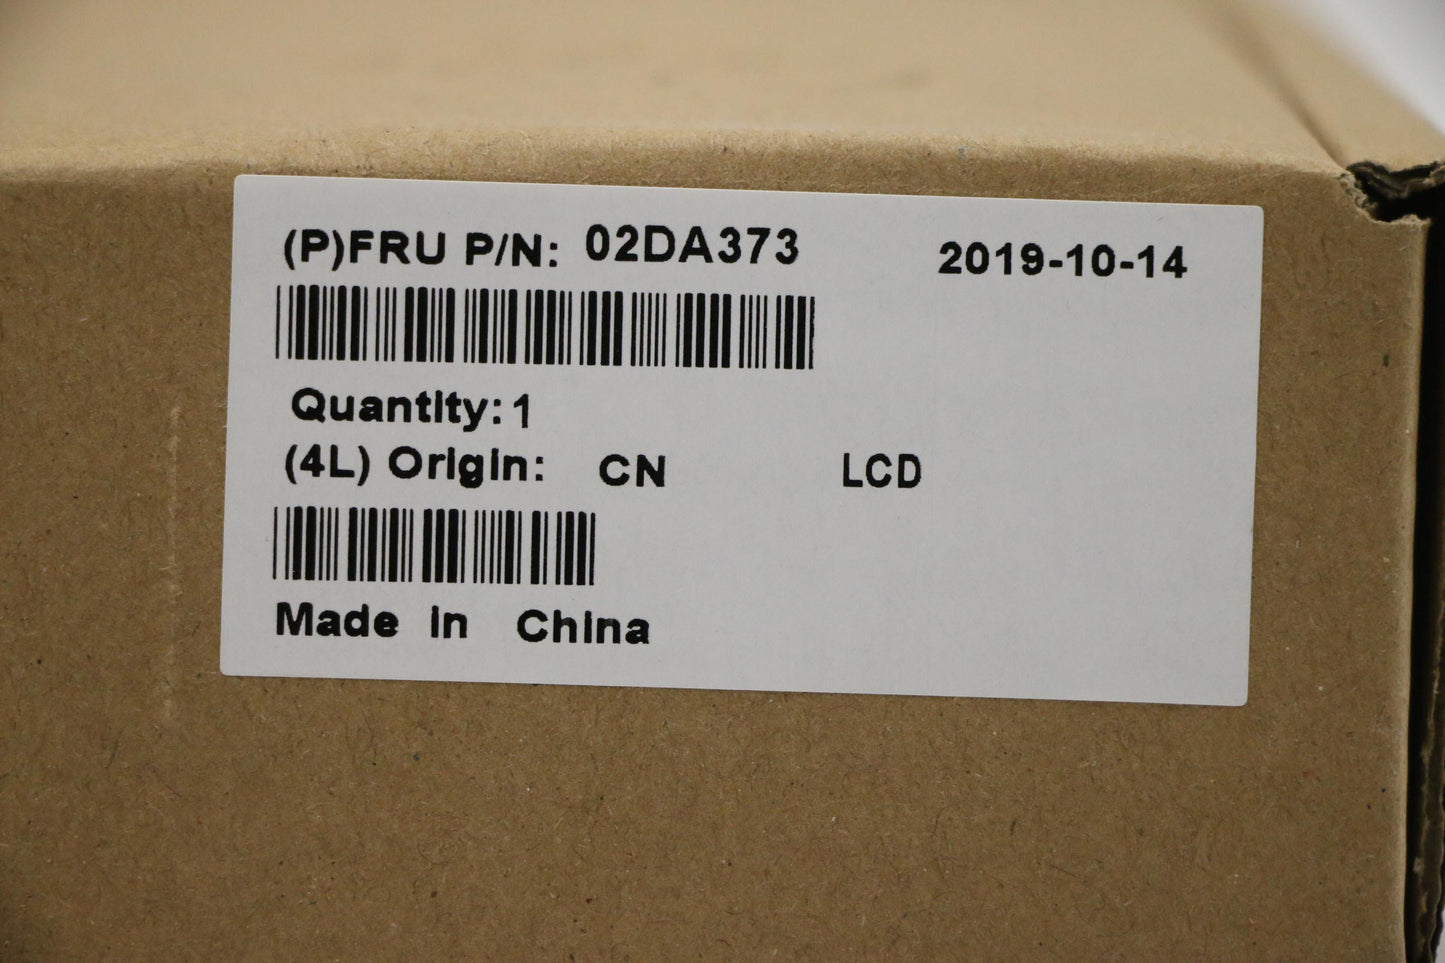 (P)FRU P/N: 02DA373 2019-10-14
Quantity: 1
(4L) Origin: CN LCD
Made in China